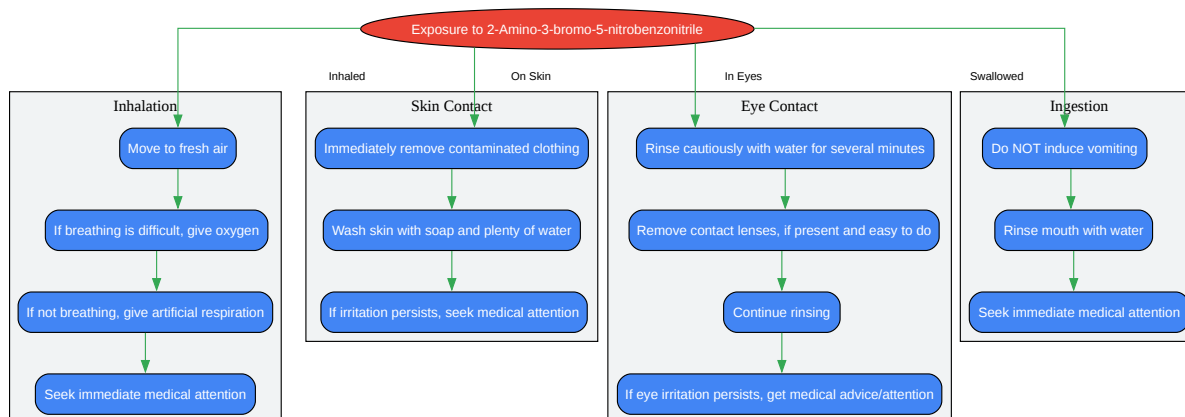 Exposure to 2-Amino-3-bromo-5-nitrobenzonitrile
Inhaled
On Skin
In Eyes
Swallowed
Inhalation
Move to fresh air
If breathing is difficult, give oxygen
If not breathing, give artificial respiration
Seek immediate medical attention
Skin Contact
Immediately remove contaminated clothing
Wash skin with soap and plenty of water
If irritation persists, seek medical attention
Eye Contact
Rinse cautiously with water for several minutes
Remove contact lenses, if present and easy to do
Continue rinsing
If eye irritation persists, get medical advice/attention
Ingestion
Do NOT induce vomiting
Rinse mouth with water
Seek immediate medical attention